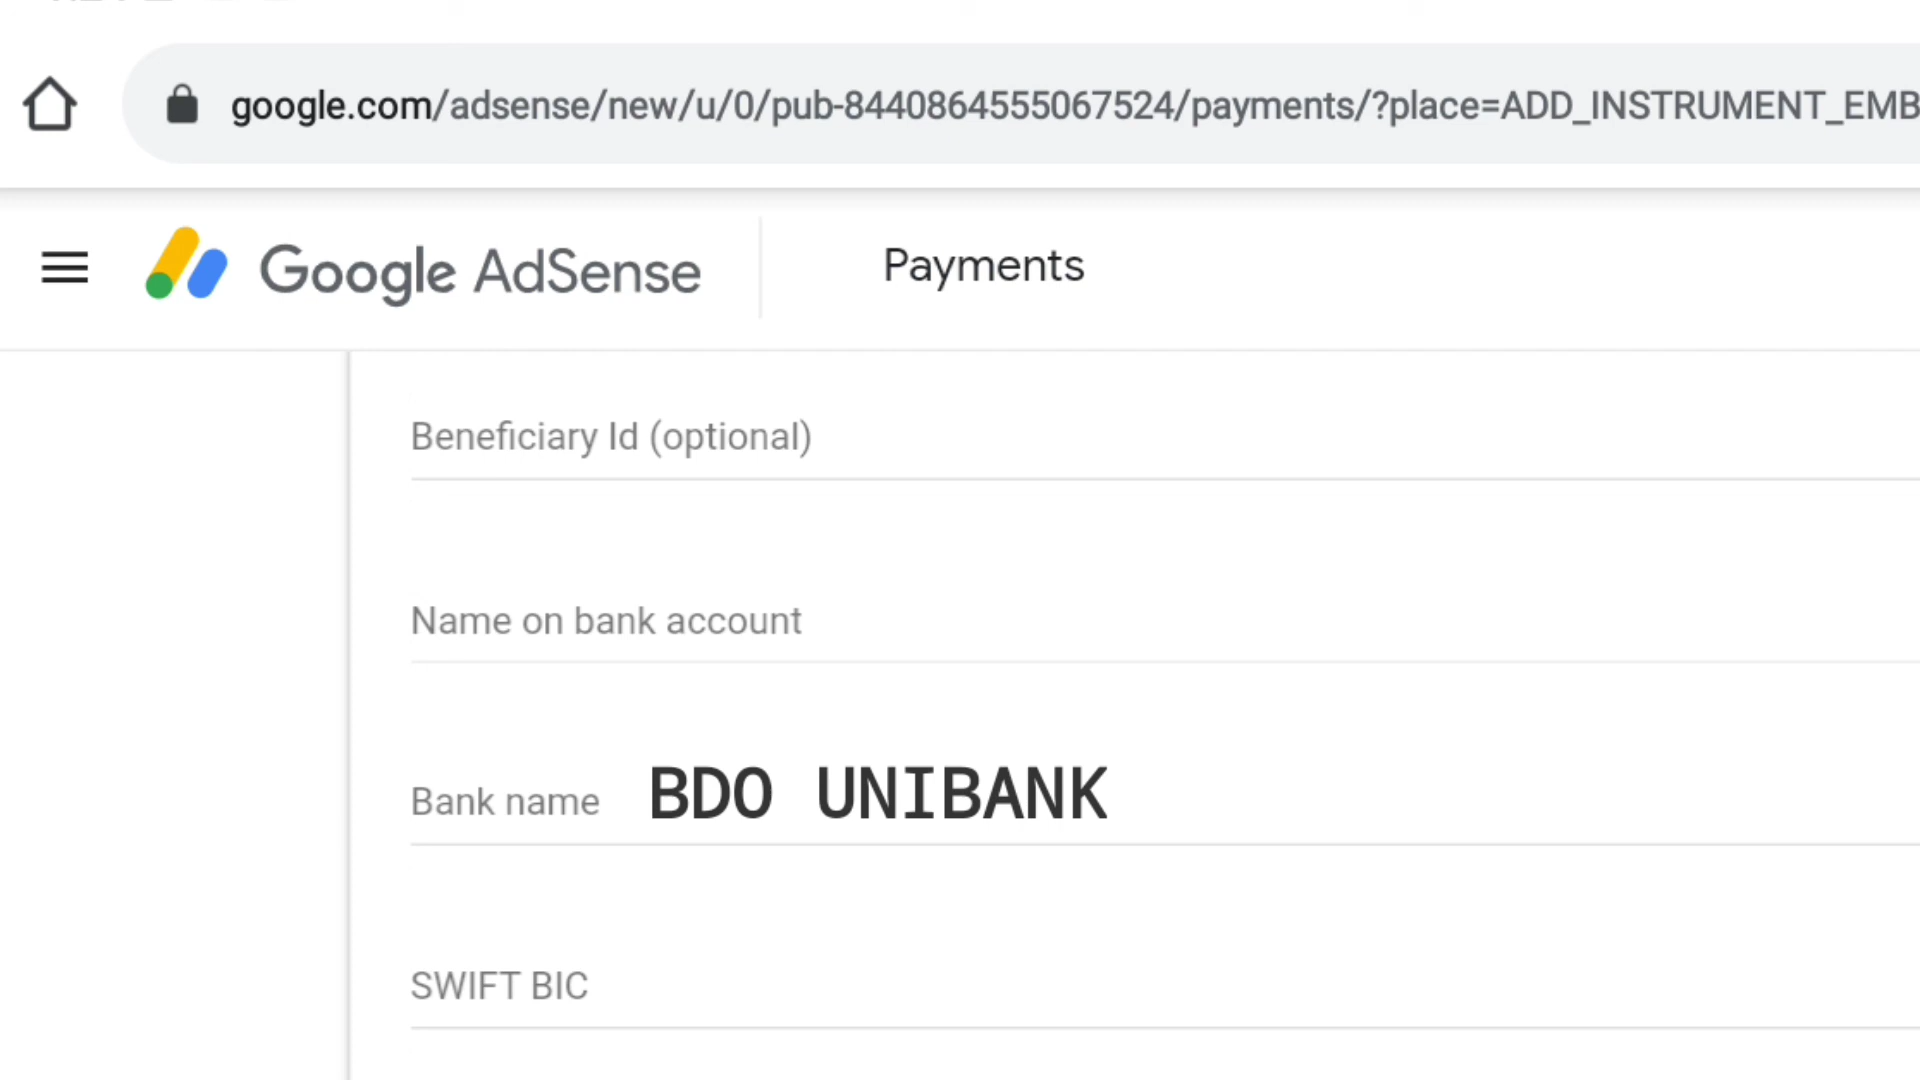 google.com/adsense/new/u/0/pub-8440864555067524/payments/?place=ADD_INSTRUMENT_EMB
Google AdSense
Payments
Beneficiary Id (optional)
Name on bank account
Bank name BDO UNIBANK
SWIFT BIC